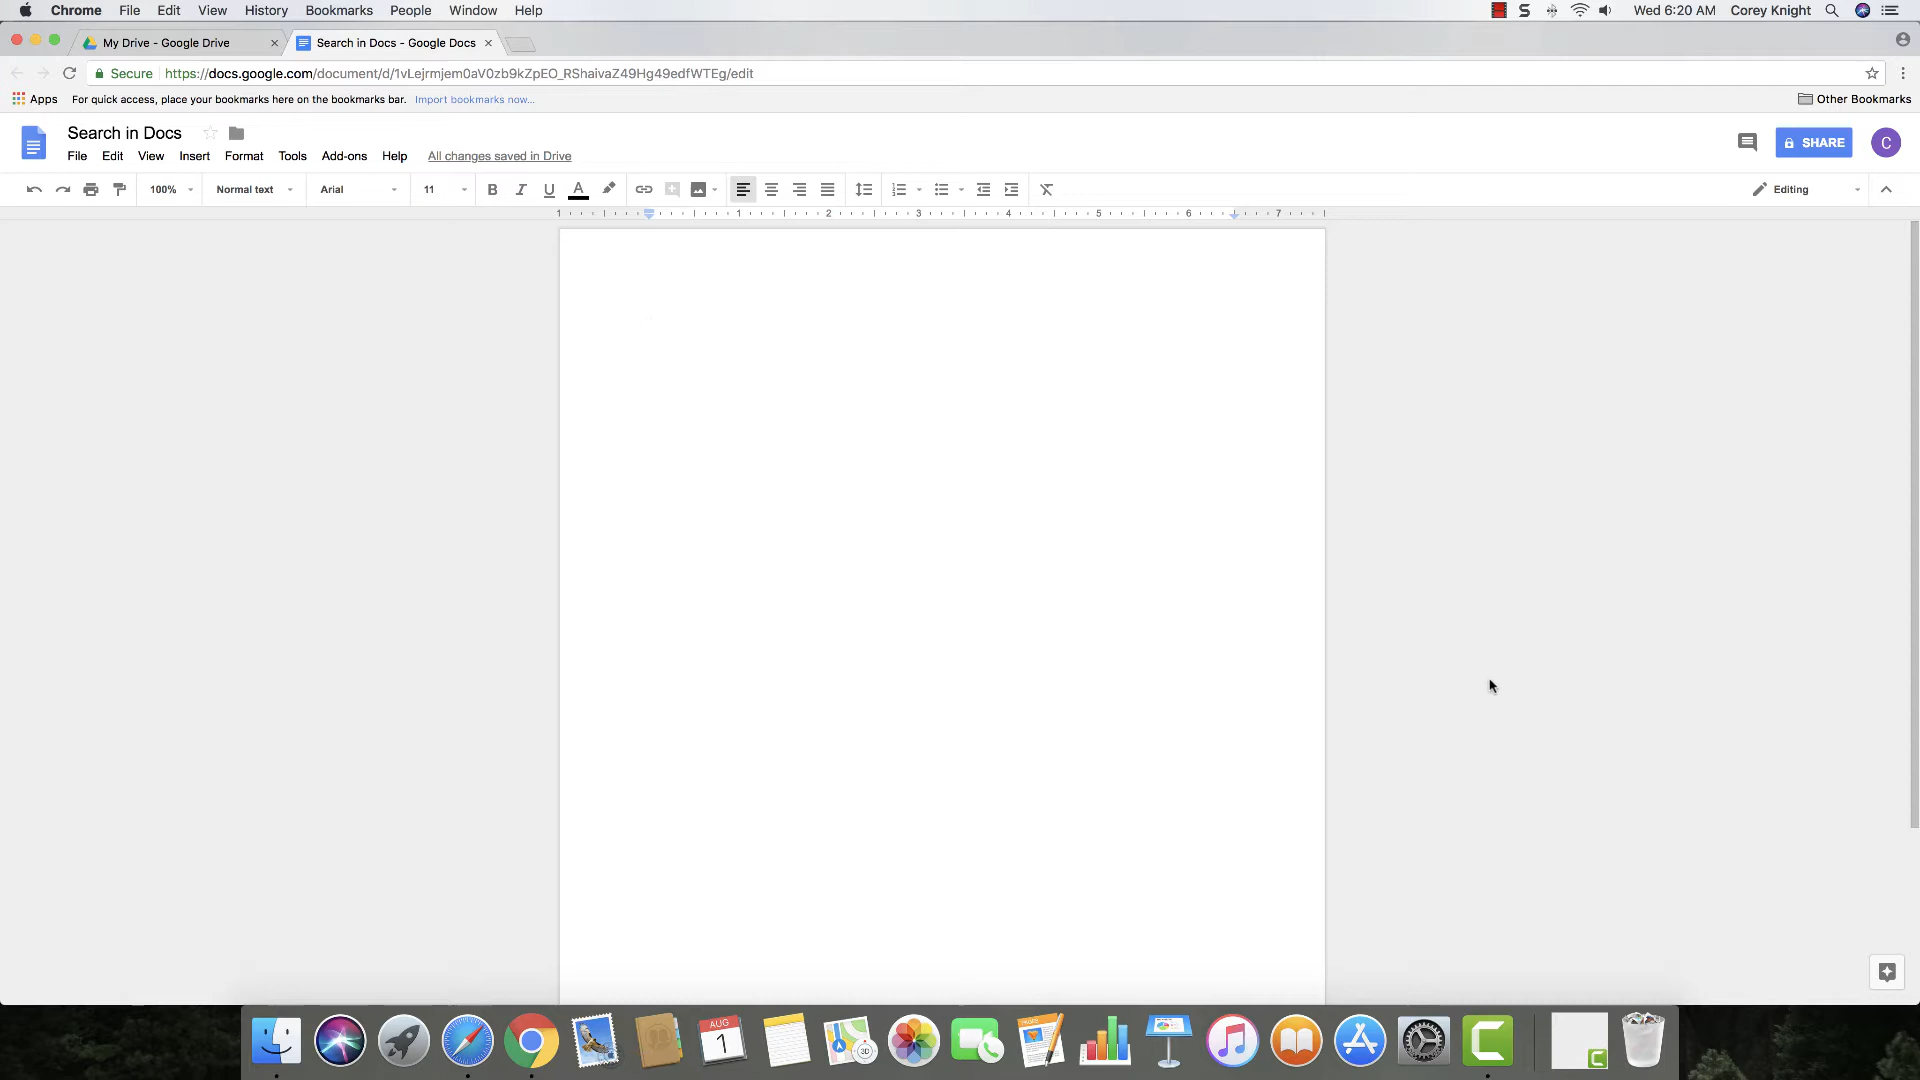 Chrome File Edit View History Bookmarks People Window Help Wed 6:20 AM Corey Knight
My Drive - Google Drive Search in Docs - Google Docs
Secure https://docs.google.com/document/d/1vLejrmjem0aV0zb9kZpEO_RShaivaZ49Hg49edfWTEg/edit
Apps For quick access, place your bookmarks here on the bookmarks bar. Import bookmarks now... Other Bookmarks
Search in Docs
SHARE C
File Edit View Insert Format Tools Add-ons Help All changes saved in Drive
100% Normal text Arial 11 B I U A Editing
1 1 2 3 4 5 6 7
AUG
1
3D